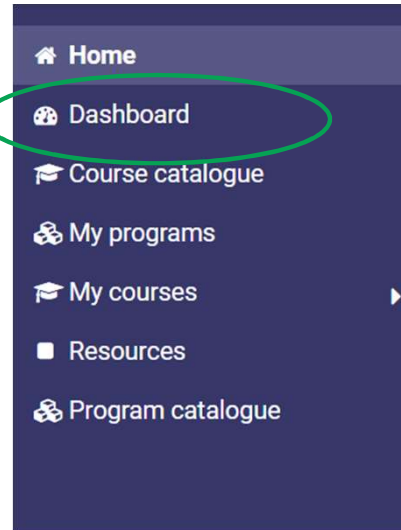 Home
Dashboard
Course catalogue
My programs
My courses
Resources
Program catalogue